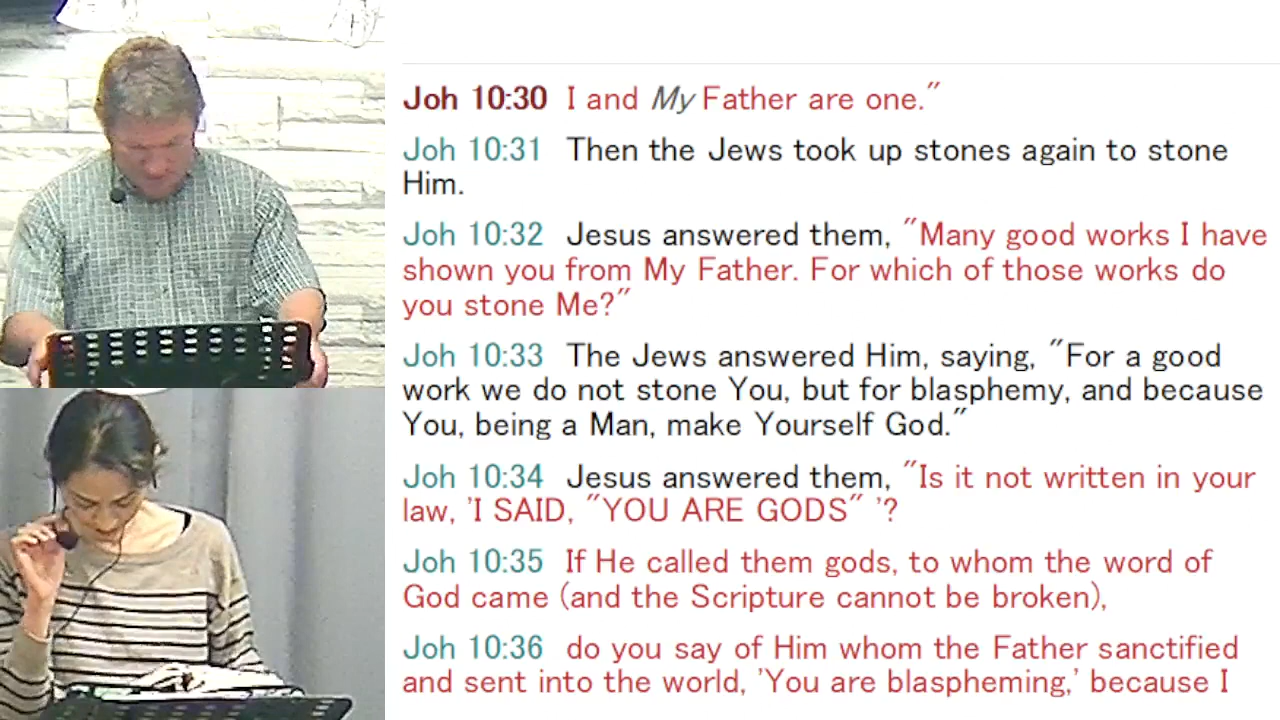 Joh 10:30 I and My Father are one."
Joh 10:31 Then the Jews took up stones again to stone
Him.
Joh 10:32 Jesus answered them, "Many good works I have
shown you from My Father. For which of those works do
you stone Me?"
Joh 10:33 The Jews answered Him, saying, "For a good
work we do not stone You, but for blasphemy, and because
You, being a Man, make Yourself God."
Joh 10:34 Jesus answered them, "Is it not written in your
law, 'I SAID, "YOU ARE GODS" '?
Joh 10:35 If He called them gods, to whom the word of
God came (and the Scripture cannot be broken),
Joh 10:36 do you say of Him whom the Father sanctified
and sent into the world, 'You are blaspheming,' because I